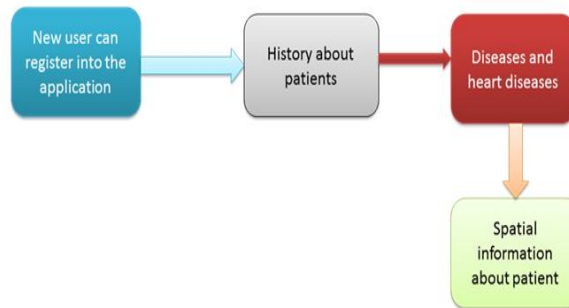 New user can
register into the
application
History about
patients
Diseases and
heart diseases
Spatial
information
about patient